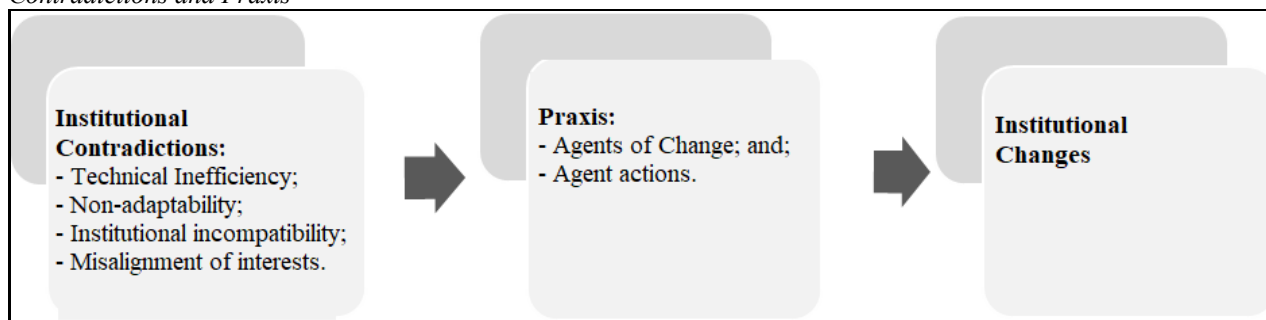 Contradictions and Praxis
Institutional
Contradictions:
- Technical Inefficiency;
- Non-adaptability;
- Institutional incompatibility;
- Misalignment of interests.
Praxis:
- Agents of Change; and;
- Agent actions.
Institutional
Changes